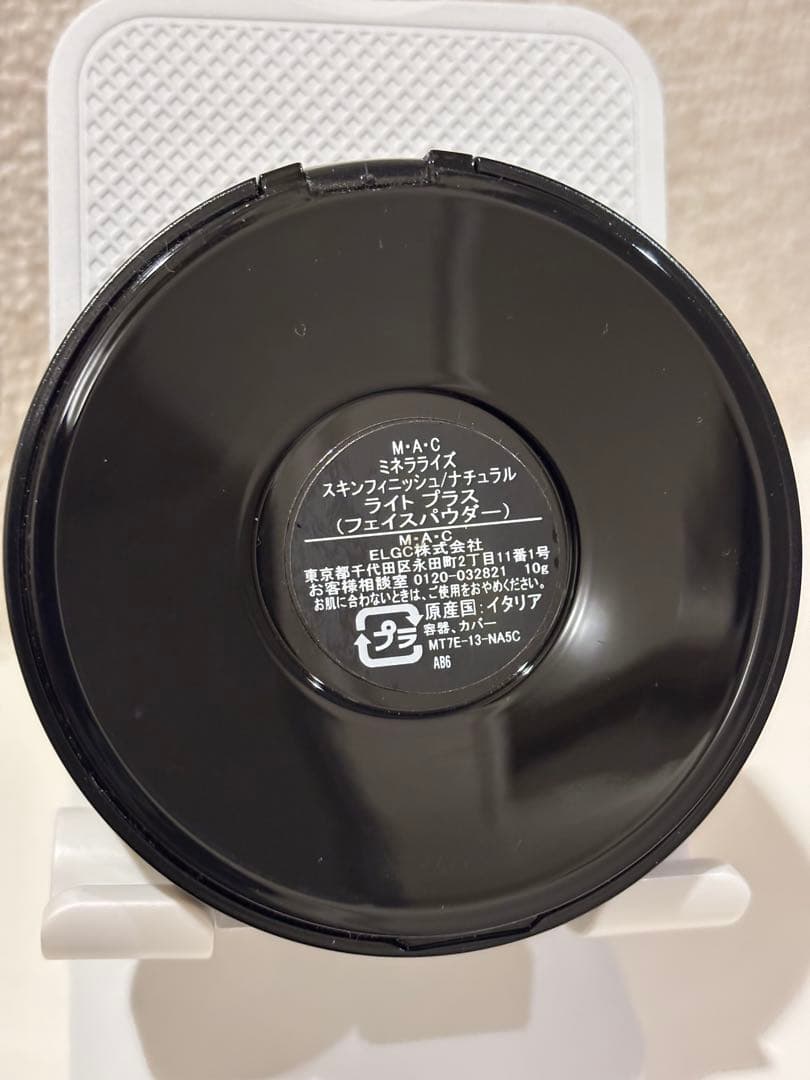 M・A・C
ミネラライズ
スキンフィニッシュ/ナチュラル
ライト プラス
(フェイスパウダー)
M・A・C
ELGC株式会社
東京都千代田区永田町2丁目11番1号
お客様相談室 0120-032821 10g
お肌に合わないときは、ご使用をおやめください。
プラ 原産国:イタリア
容器、カバー
MT7E-13-NA5C
AB6